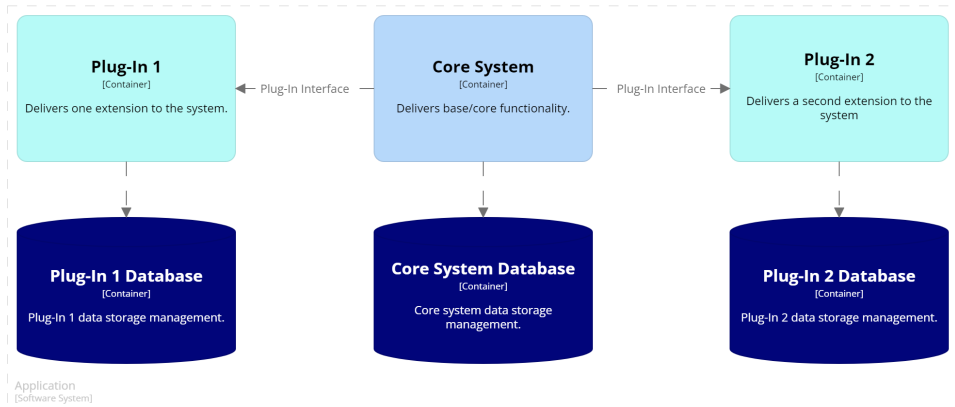 Plug-In 1
[Container]
Delivers one extension to the system.
Plug-In Interface
Core System
[Container]
Delivers base/core functionality.
Plug-In Interface
Plug-In 2
[Container]
Delivers a second extension to the
system
Plug-In 1 Database
[Container]
Plug-In 1 data storage management.
Core System Database
[Container]
Core system data storage
management.
Plug-In 2 Database
[Container]
Plug-In 2 data storage management.
Application
[Software System]